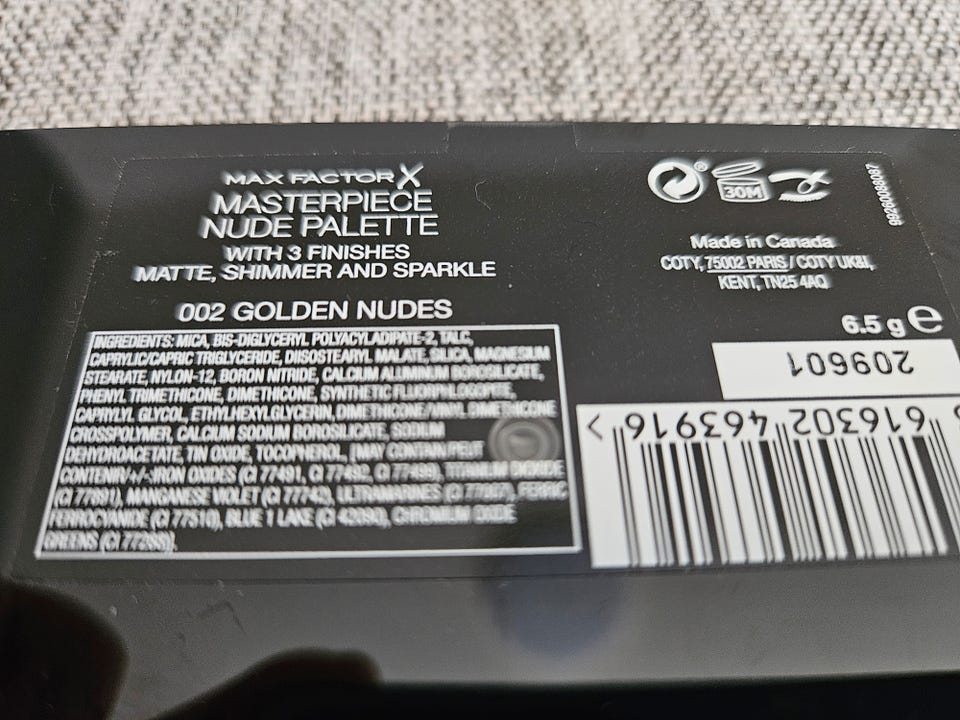 MAX FACTOR X
MASTERPIECE
NUDE PALETTE
WITH 3 FINISHES
MATTE, SHIMMER AND SPARKLE
002 GOLDEN NUDES
INGREDIENTS: MICA, BIS-DIGLYCERYL POLYACYLADIPATE-2, TALC,
CAPRYLIC/CAPRIC TRIGLYCERIDE, DIISOSTEARYL MALATE, SILICA, MAGNESIUM
STEARATE, NYLON-12, BORON NITRIDE, CALCIUM ALUMINUM BOROSILICATE,
PHENYL TRIMETHICONE, DIMETHICONE, SYNTHETIC FLUORPHLOGOPITE,
CAPRYLYL GLYCOL, ETHYLHEXYLGLYCERIN, DIMETHICONE/VINYL DIMETHICONE
CROSSPOLYMER, CALCIUM SODIUM BOROSILICATE, SODIUM
DEHYDROACETATE, TIN OXIDE, TOCOPHEROL, [MAY CONTAIN/PEUT
CONTENIR/+/-:IRON OXIDES (CI 77491, CI 77492, CI 77499), TITANIUM DIOXIDE
(CI 77891), MANGANESE VIOLET (CI 77742), ULTRAMARINES (CI 77007), FERRIC
FERROCYANIDE (CI 77510), BLUE 1 LAKE (CI 42090), CHROMIUM OXIDE
GREENS (CI 77288)].
30M
99260088087
Made in Canada
COTY, 75002 PARIS / COTY UK&I,
KENT, TN25 4AQ
6.5 g e
209601
616302 463916 >